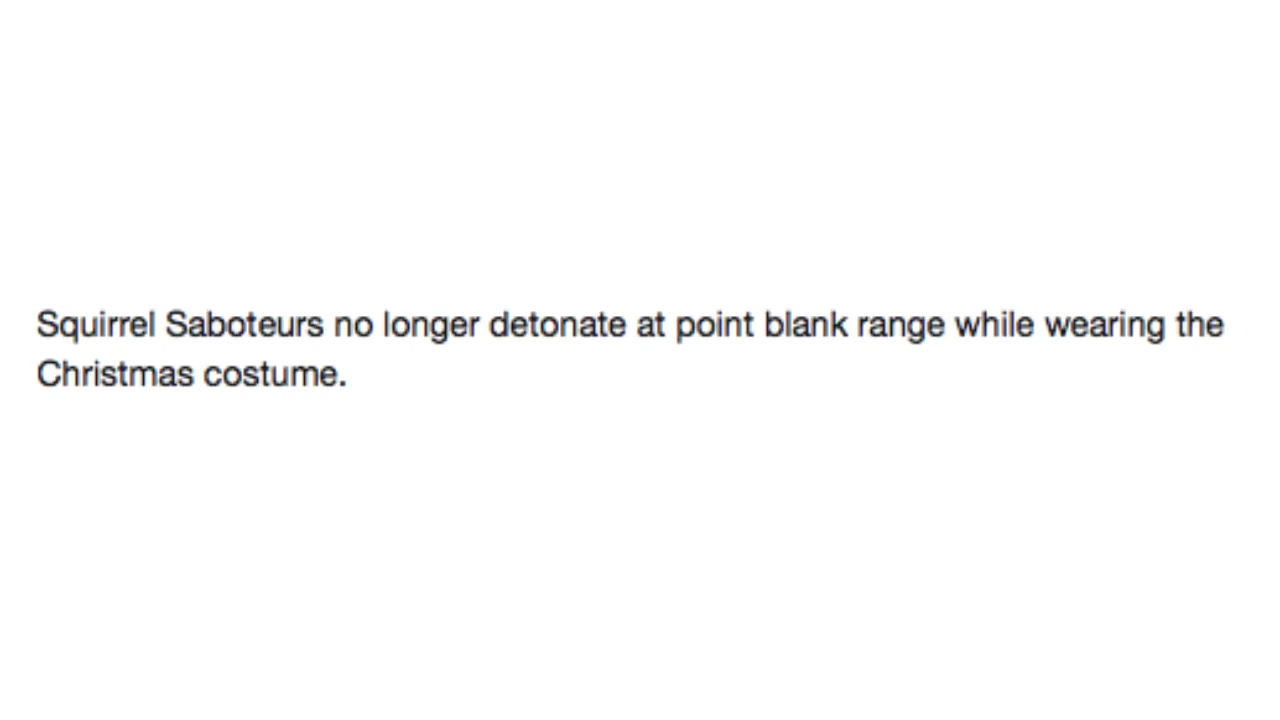 Squirrel Saboteurs no longer detonate at point blank range while wearing the
Christmas costume.